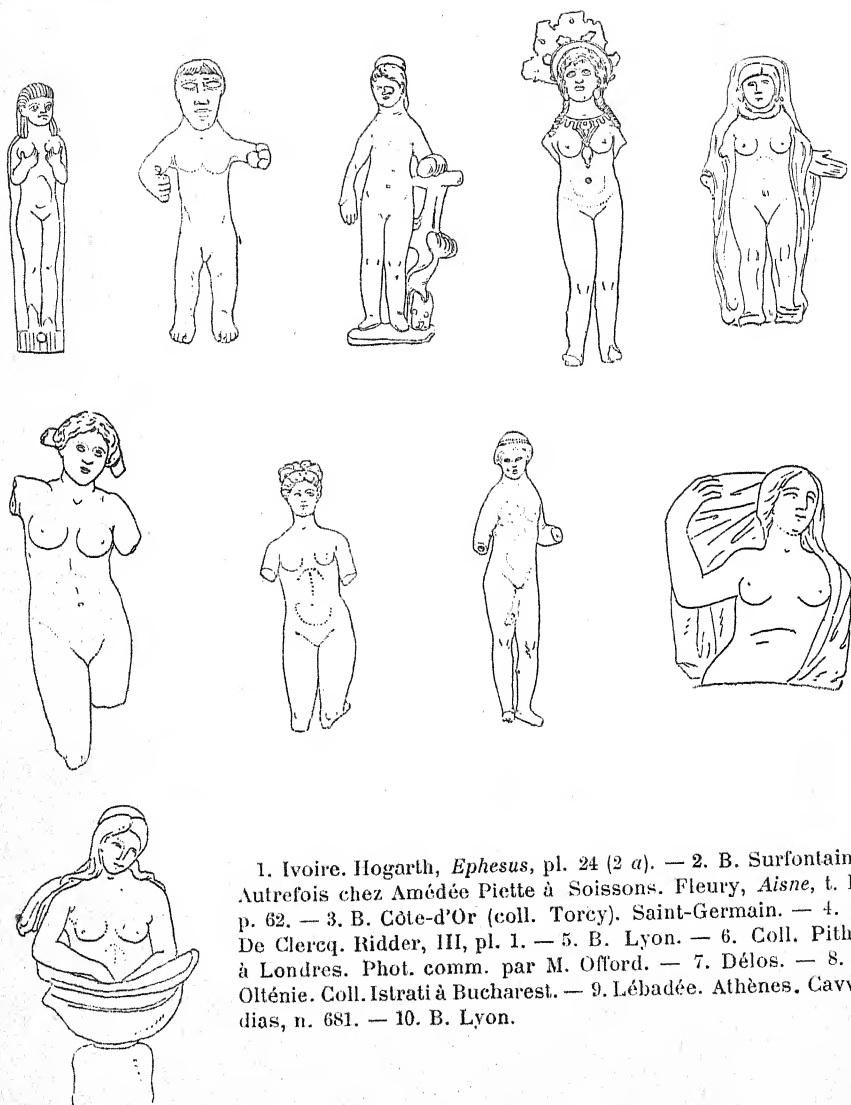 1. Ivoire. Hogarth, Ephesus, pl. 24 (2 a). — 2. B. Surfontain
Autrefois chez Amédée Piette à Soissons. Fleury, Aisne, t. I
p. 62. — 3. B. Côte-d'Or (coll. Torcy). Saint-Germain. — 4.
De Clercq. Ridder, III, pl. 1. — 5. B. Lyon. — 6. Coll. Pith
à Londres. Phot. comm. par M. Offord. — 7. Délos. — 8.
Olténie. Coll. Istrati à Bucharest. — 9. Lébadée. Athènes. Cavv
dias, n. 681. — 10. B. Lyon.